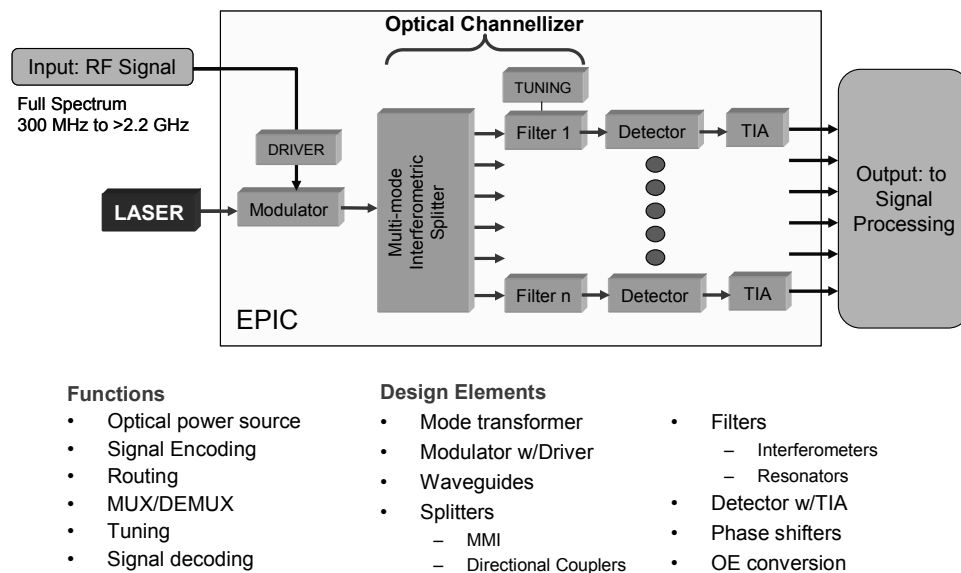 Optical Channellizer
Input: RF Signal
Full Spectrum
300 MHz to >2.2 GHz
TUNING
DRIVER
LASER
Modulator
Multi-mode
Interferometric
Splitter
Filter 1
Detector
TIA
Filter n
Detector
TIA
EPIC
Output: to
Signal
Processing
Functions
• Optical power source
• Signal Encoding
• Routing
• MUX/DEMUX
• Tuning
• Signal decoding
Design Elements
• Mode transformer
• Modulator w/Driver
• Waveguides
• Splitters
– MMI
– Directional Couplers
• Filters
– Interferometers
– Resonators
• Detector w/TIA
• Phase shifters
• OE conversion